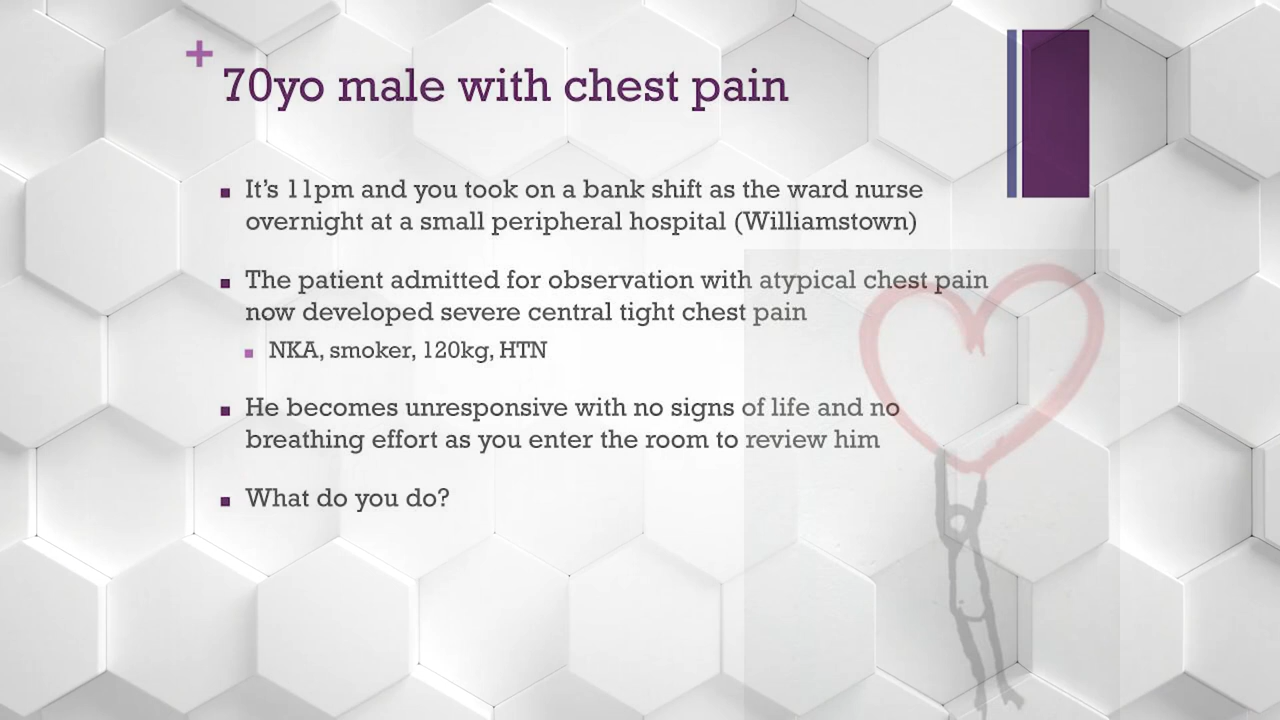 70yo male with chest pain
It's 11pm and you took on a bank shift as the ward nurse
overnight at a small peripheral hospital (Williamstown)
The patient admitted for observation with atypical chest pain
now developed severe central tight chest pain
NKA, smoker, 120kg, HTN
He becomes unresponsive with no signs of life and no
breathing effort as you enter the room to review him
What do you do?